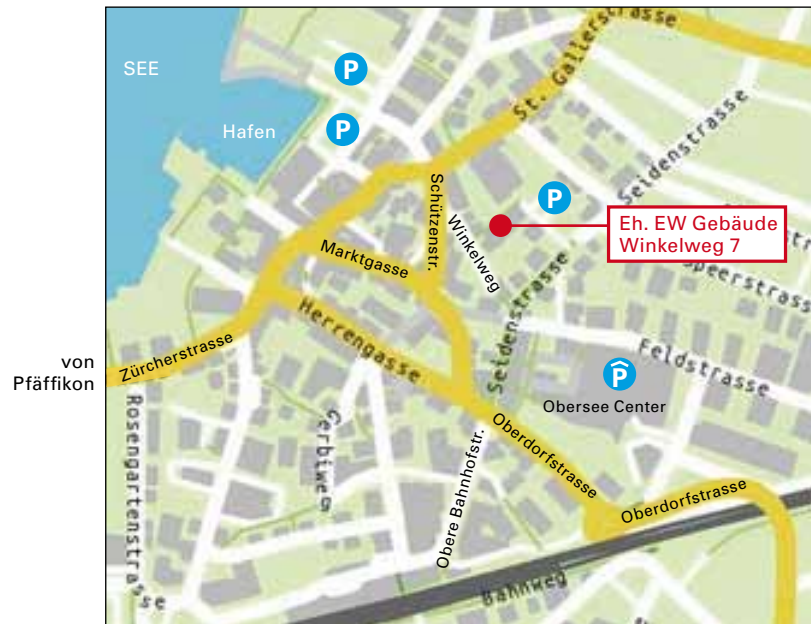 SEE
P
St. Gallerstrasse
Hafen
P
Seidenstrasse
P
Schützenstr.
Eh. EW Gebäude
Winkelweg 7
Winkelweg
Marktgasse
Herrengasse
Seidenstrasse
von
Pfäffikon
Zürcherstrasse
Feldstrasse
P
Obersee Center
Rosengartenstrasse
Gerbiweg
Oberdorfstrasse
Obere Bahnhofstr.
Oberdorfstrasse
Bahnweg